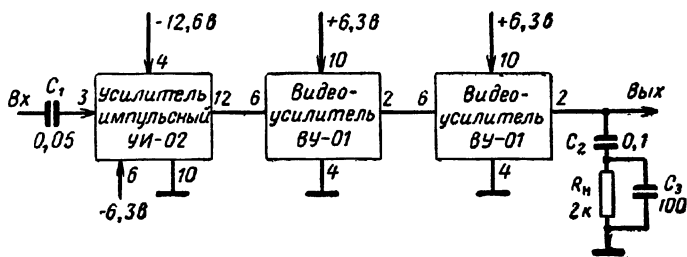 -12,6в
+6,3в
+6,3в
4
10
10
Вх
C1
3
Усилитель
импульсный
УИ-02
12
6
Видео-
усилитель
ВУ-01
2
6
Видео-
усилитель
ВУ-01
2
Вых
0,05
6
10
4
4
-6,3в
C2
0,1
Rн
2к
C3
100